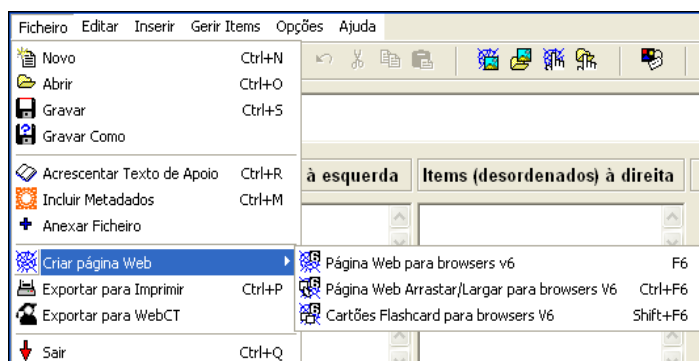 Ficheiro Editar Inserir Gerir Items Opções Ajuda
Novo Ctrl+N
Abrir Ctrl+O
Gravar Ctrl+S
Gravar Como
Acrescentar Texto de Apoio Ctrl+R
Incluir Metadados Ctrl+M
Anexar Ficheiro
à esquerda Items (desordenados) à direita
Criar página Web
Página Web para browsers v6 F6
Exportar para Imprimir Ctrl+P
Página Web Arrastar/Largar para browsers V6 Ctrl+F6
Exportar para WebCT
Cartões Flashcard para browsers V6 Shift+F6
Sair Ctrl+Q